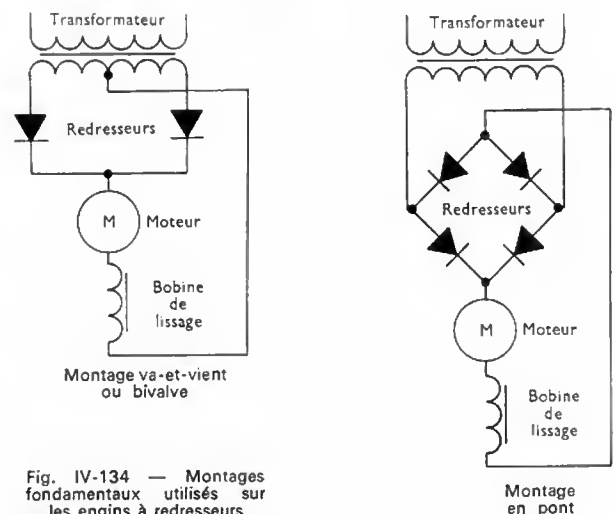 Transformateur
Redresseurs
M
Moteur
Bobine
de
lissage
Montage va-et-vient
ou bivalve
Transformateur
Redresseurs
M
Moteur
Bobine
de
lissage
Montage
en pont
Fig. IV-134 — Montages
fondamentaux utilisés sur
les engins à redresseurs